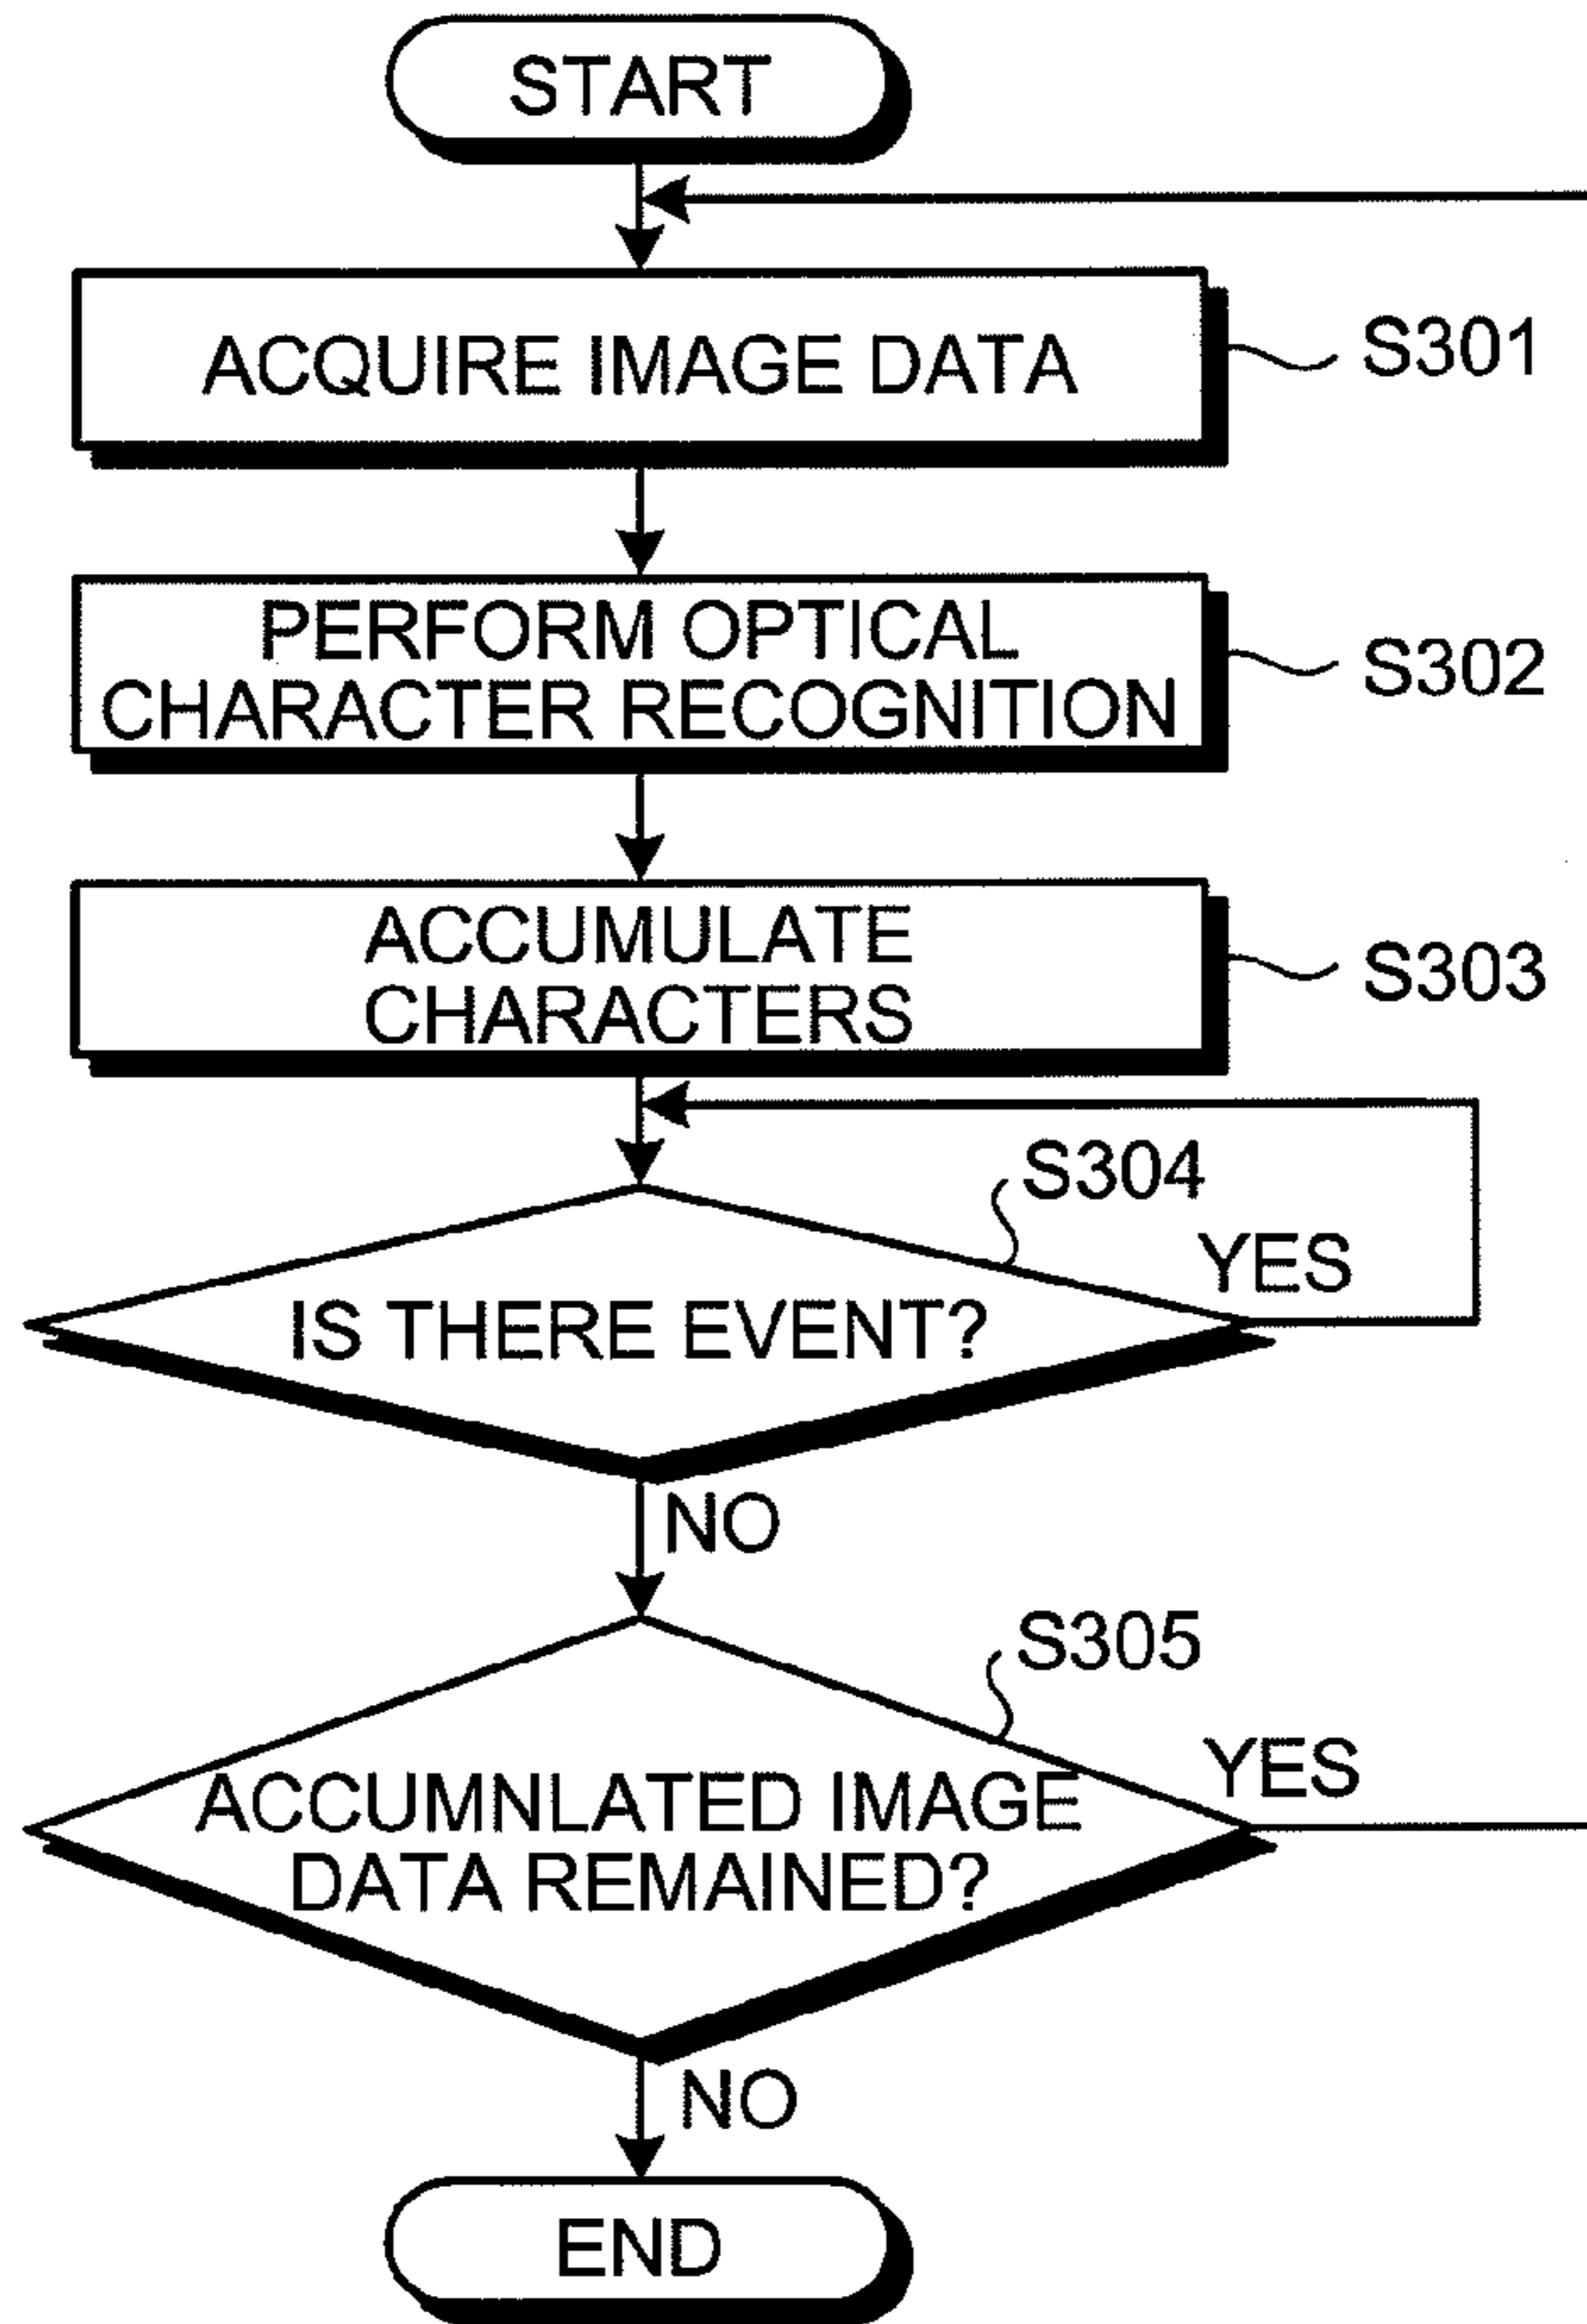 START
ACQUIRE IMAGE DATA
S301
PERFORM OPTICAL
CHARACTER RECOGNITION
S302
ACCUMULATE
CHARACTERS
S303
S304
YES
IS THERE EVENT?
NO
S305
YES
ACCUMNLATED IMAGE
DATA REMAINED?
NO
END